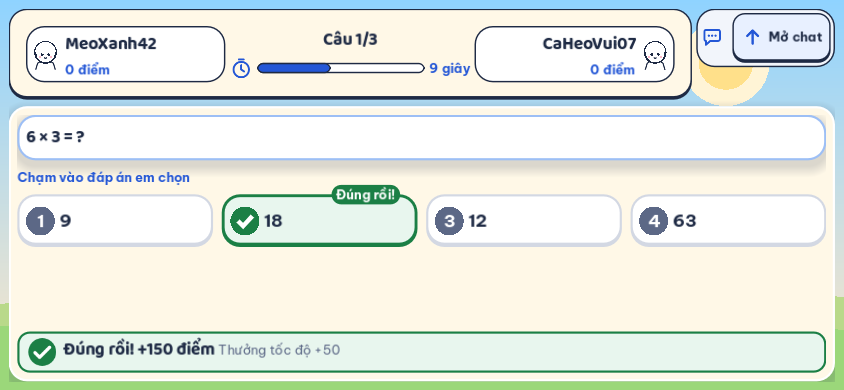 MeoXanh42
0 điểm
Câu 1/3
9 giây
CaHeoVui07
0 điểm
Mở chat
6 × 3 = ?
Chạm vào đáp án em chọn
1 9
Đúng rồi!
18
3 12
4 63
Đúng rồi! +150 điểm Thưởng tốc độ +50